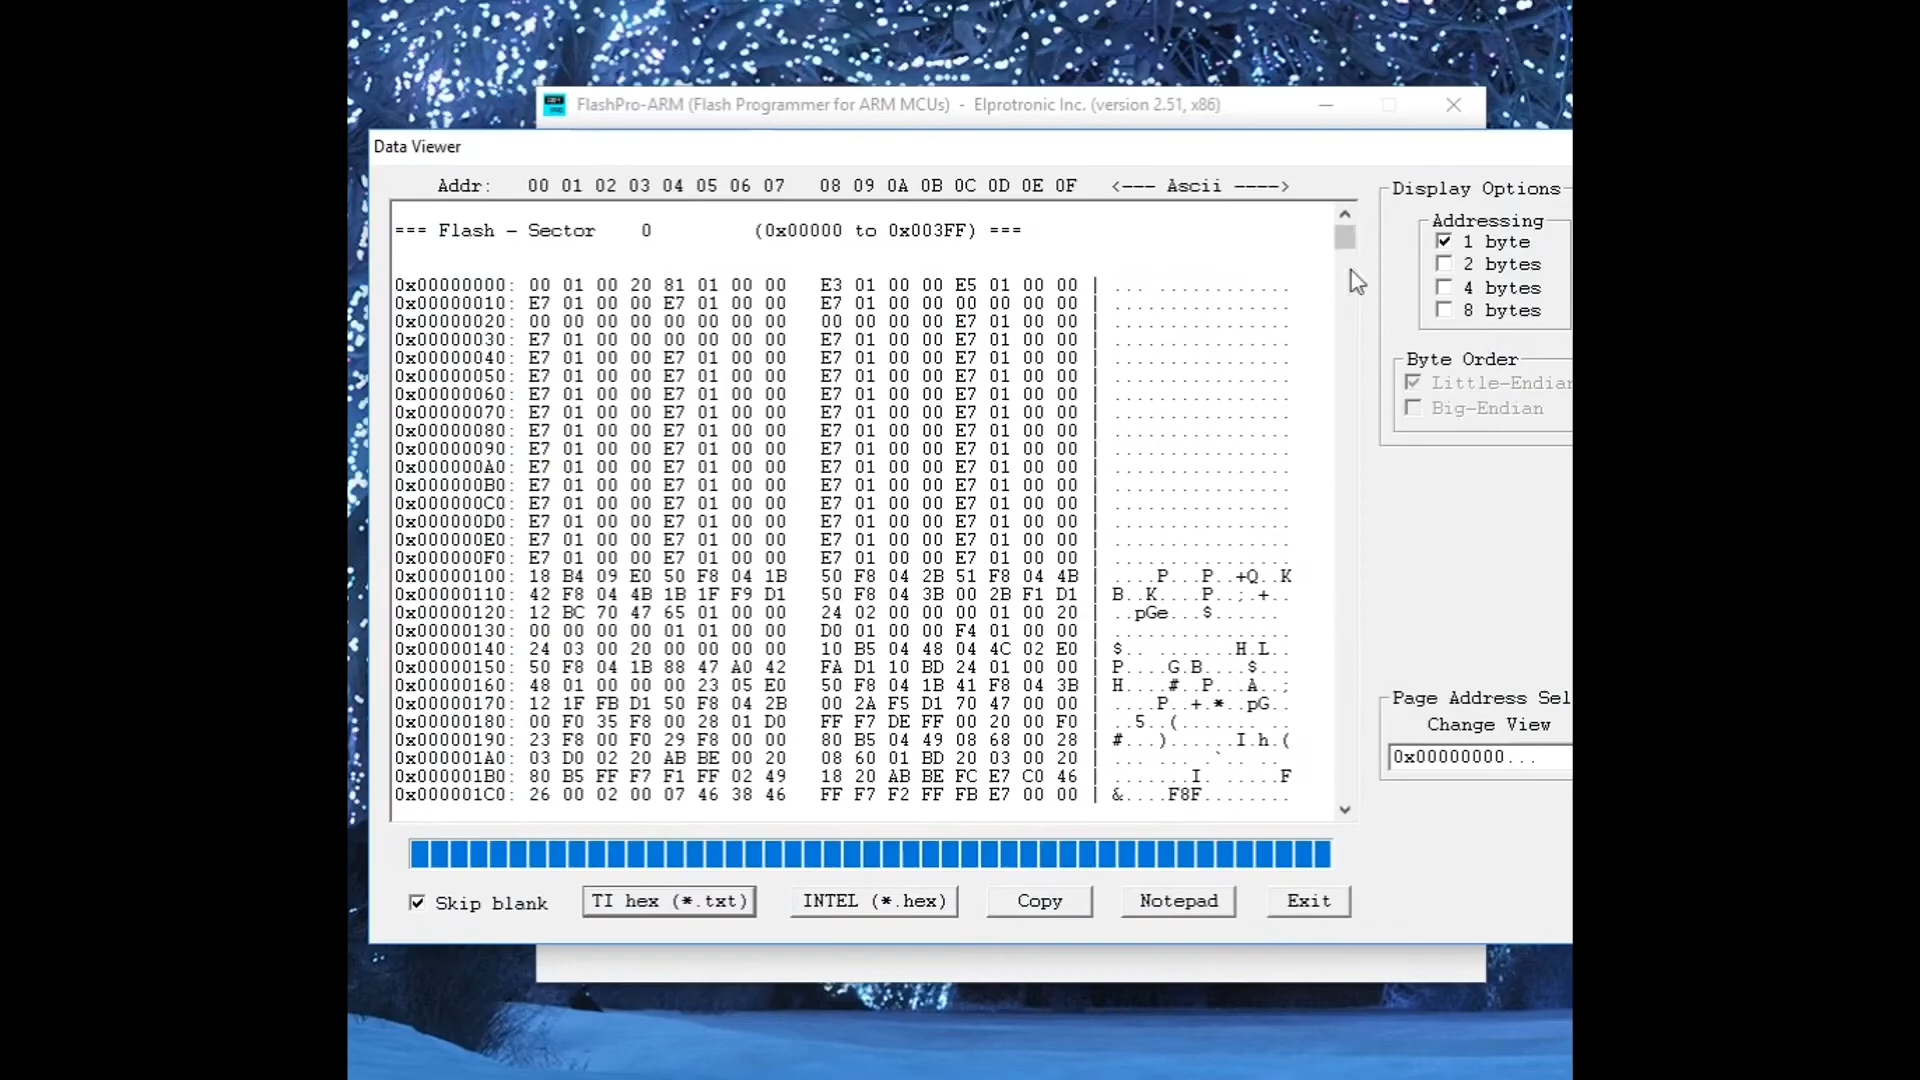 FlashPro-ARM (Flash Programmer for ARM MCUs) - Elprotronic Inc. (version 2.51, x86)
Data Viewer
Addr: 00 01 02 03 04 05 06 07 08 09 0A 0B 0C 0D 0E 0F <--- Ascii ---->
=== Flash - Sector 0 (0x00000 to 0x003FF) ===
0x00000000: 00 01 00 20 81 01 00 00 E3 01 00 00 E5 01 00 00 | ... ............
0x00000010: E7 01 00 00 E7 01 00 00 E7 01 00 00 00 00 00 00 | ................
0x00000020: 00 00 00 00 00 00 00 00 00 00 00 00 E7 01 00 00 | ................
0x00000030: E7 01 00 00 00 00 00 00 E7 01 00 00 E7 01 00 00 | ................
0x00000040: E7 01 00 00 E7 01 00 00 E7 01 00 00 E7 01 00 00 | ................
0x00000050: E7 01 00 00 E7 01 00 00 E7 01 00 00 E7 01 00 00 | ................
0x00000060: E7 01 00 00 E7 01 00 00 E7 01 00 00 E7 01 00 00 | ................
0x00000070: E7 01 00 00 E7 01 00 00 E7 01 00 00 E7 01 00 00 | ................
0x00000080: E7 01 00 00 E7 01 00 00 E7 01 00 00 E7 01 00 00 | ................
0x00000090: E7 01 00 00 E7 01 00 00 E7 01 00 00 E7 01 00 00 | ................
0x000000A0: E7 01 00 00 E7 01 00 00 E7 01 00 00 E7 01 00 00 | ................
0x000000B0: E7 01 00 00 E7 01 00 00 E7 01 00 00 E7 01 00 00 | ................
0x000000C0: E7 01 00 00 E7 01 00 00 E7 01 00 00 E7 01 00 00 | ................
0x000000D0: E7 01 00 00 E7 01 00 00 E7 01 00 00 E7 01 00 00 | ................
0x000000E0: E7 01 00 00 E7 01 00 00 E7 01 00 00 E7 01 00 00 | ................
0x000000F0: E7 01 00 00 E7 01 00 00 E7 01 00 00 E7 01 00 00 | ................
0x00000100: 18 B4 09 E0 50 F8 04 1B 50 F8 04 2B 51 F8 04 4B | ....P...P..+Q..K
0x00000110: 42 F8 04 4B 1B 1F F9 D1 50 F8 04 3B 00 2B F1 D1 | B..K....P..;.+..
0x00000120: 12 BC 70 47 65 01 00 00 24 02 00 00 00 01 00 20 | ..pGe...$......
0x00000130: 00 00 00 00 01 01 00 00 D0 01 00 00 F4 01 00 00 | ................
0x00000140: 24 03 00 20 00 00 00 00 10 B5 04 48 04 4C 02 E0 | $.. .......H.L..
0x00000150: 50 F8 04 1B 88 47 A0 42 FA D1 10 BD 24 01 00 00 | P....G.B....$...
0x00000160: 48 01 00 00 00 23 05 E0 50 F8 04 1B 41 F8 04 3B | H....#..P...A..;
0x00000170: 12 1F FB D1 50 F8 04 2B 00 2A F5 D1 70 47 00 00 | ....P..+.*..pG..
0x00000180: 00 F0 35 F8 00 28 01 D0 FF F7 DE FF 00 20 00 F0 | ..5..(....... ..
0x00000190: 23 F8 00 F0 29 F8 00 00 80 B5 04 49 08 68 00 28 | #...)......I.h.(
0x000001A0: 03 D0 02 20 AB BE 00 20 08 60 01 BD 20 03 00 20 | ... ... .`.. ..
0x000001B0: 80 B5 FF F7 F1 FF 02 49 18 20 AB BE FC E7 C0 46 | .......I. .....F
0x000001C0: 26 00 02 00 07 46 38 46 FF F7 F2 FF FB E7 00 00 | &....F8F........
Skip blank
TI hex (*.txt)
INTEL (*.hex)
Copy
Notepad
Exit
Display Options
Addressing
1 byte
2 bytes
4 bytes
8 bytes
Byte Order
Little-Endian
Big-Endian
Page Address Sel
Change View
0x00000000...